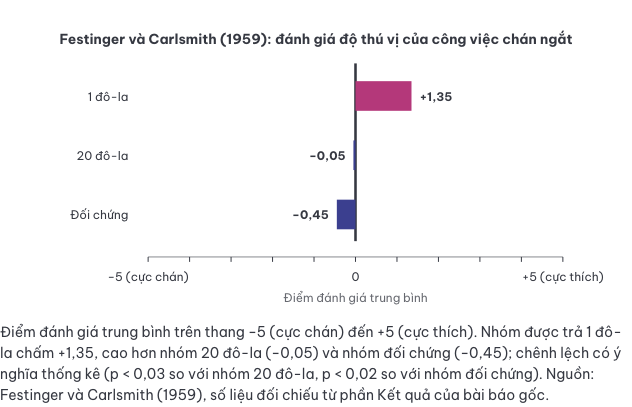 Festinger và Carlsmith (1959): đánh giá độ thú vị của công việc chán ngắt
1 đô-la
+1,35
20 đô-la
−0,05
Đối chứng
−0,45
−5 (cực chán)
0
+5 (cực thích)
Điểm đánh giá trung bình
Điểm đánh giá trung bình trên thang −5 (cực chán) đến +5 (cực thích). Nhóm được trả 1 đô-
la chấm +1,35, cao hơn nhóm 20 đô-la (−0,05) và nhóm đối chứng (−0,45); chênh lệch có ý
nghĩa thống kê (p < 0,03 so với nhóm 20 đô-la, p < 0,02 so với nhóm đối chứng). Nguồn:
Festinger và Carlsmith (1959), số liệu đối chiếu từ phần Kết quả của bài báo gốc.